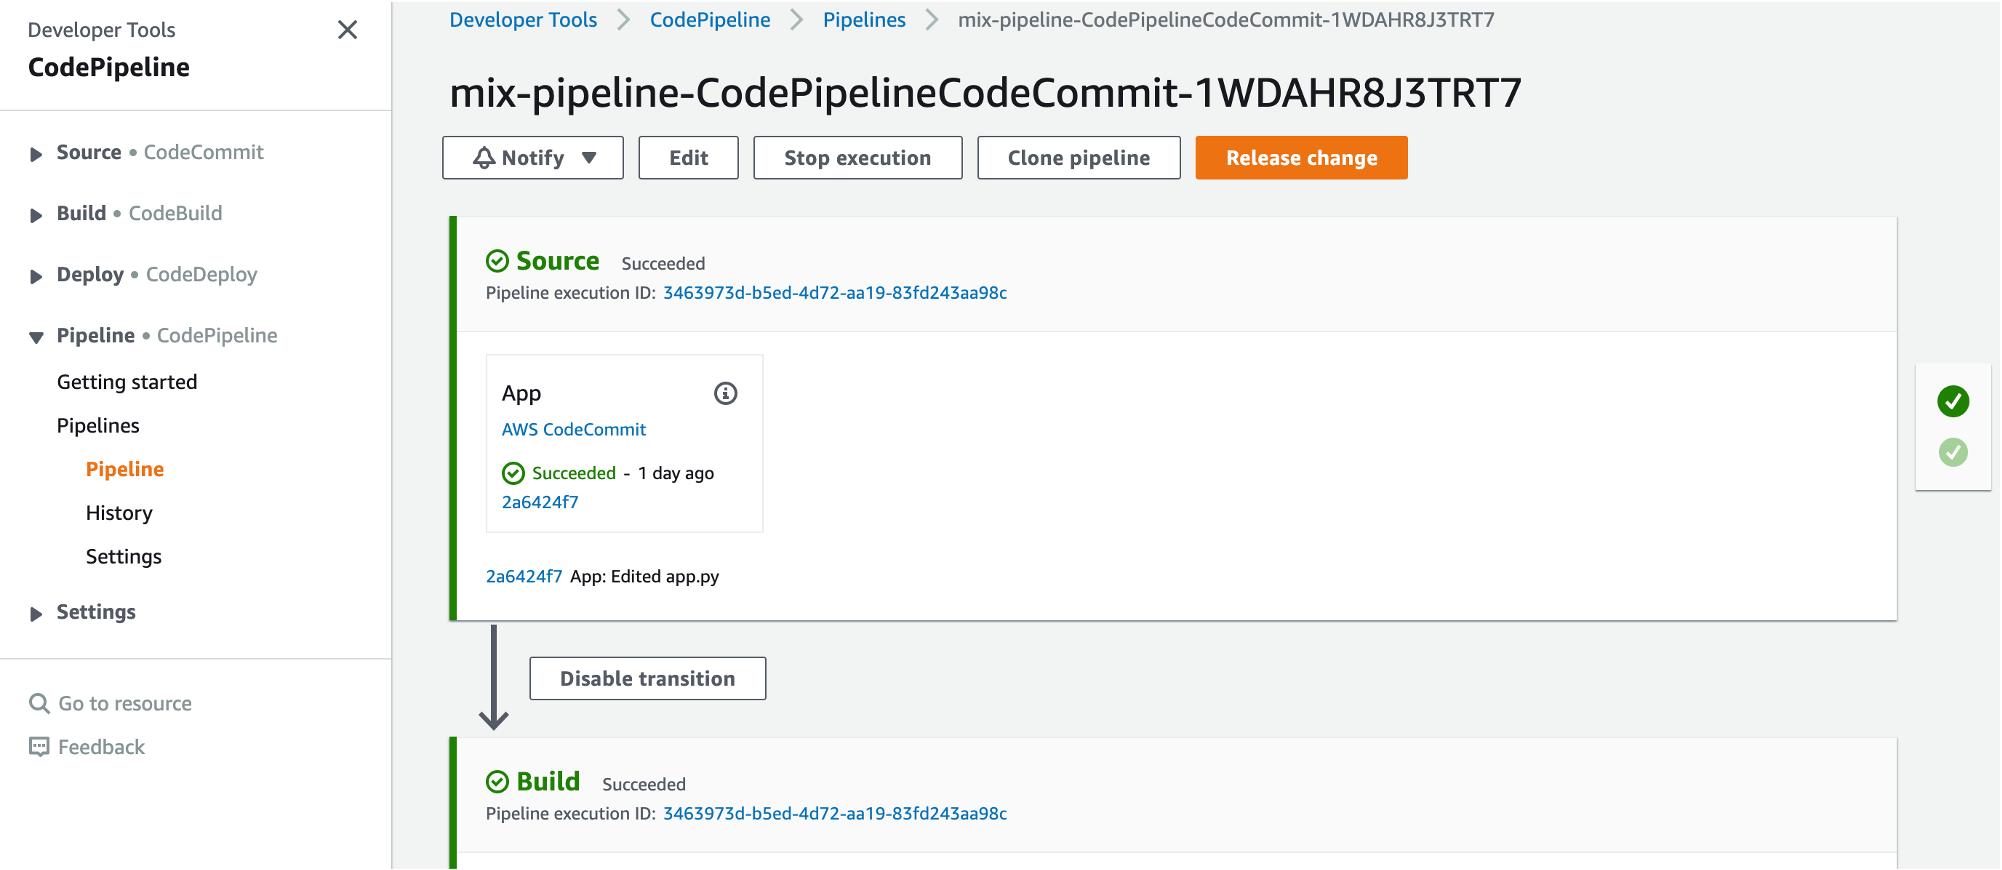 Developer Tools
CodePipeline
Source • CodeCommit
Build • CodeBuild
Deploy • CodeDeploy
Pipeline • CodePipeline
Getting started
Pipelines
Pipeline
History
Settings
Settings
Go to resource
Feedback
Developer Tools > CodePipeline > Pipelines > mix-pipeline-CodePipelineCodeCommit-1WDAHR8J3TRT7
mix-pipeline-CodePipelineCodeCommit-1WDAHR8J3TRT7
Notify Edit Stop execution Clone pipeline Release change
Source Succeeded
Pipeline execution ID: 3463973d-b5ed-4d72-aa19-83fd243aa98c
App
AWS CodeCommit
Succeeded - 1 day ago
2a6424f7
2a6424f7 App: Edited app.py
Disable transition
Build Succeeded
Pipeline execution ID: 3463973d-b5ed-4d72-aa19-83fd243aa98c